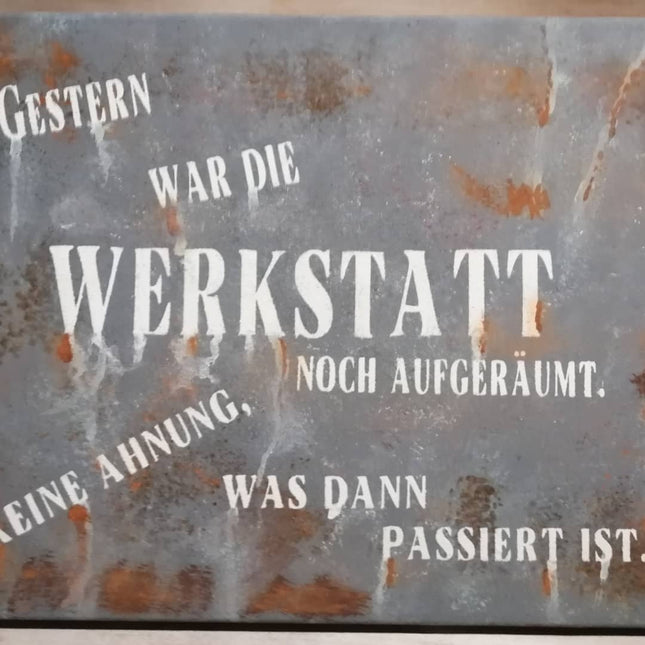 GESTERN
WAR DIE
WERKSTATT
NOCH AUFGERÄUMT.
KEINE AHNUNG,
WAS DANN
PASSIERT IST.